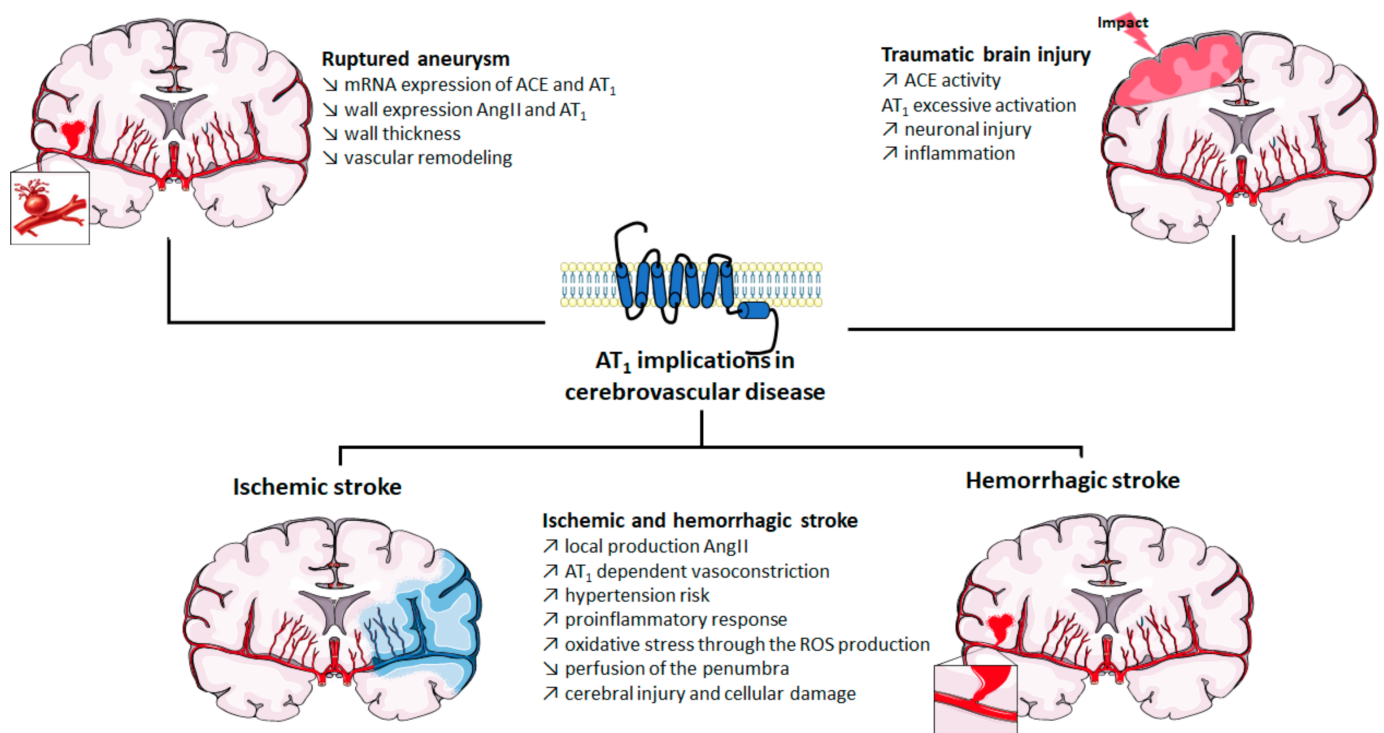 Ruptured aneurysm
↘ mRNA expression of ACE and AT₁
↘ wall expression AngII and AT₁
↘ wall thickness
↘ vascular remodeling
Impact
Traumatic brain injury
↗ ACE activity
AT₁ excessive activation
↗ neuronal injury
↗ inflammation
AT₁ implications in
cerebrovascular disease
Ischemic stroke
Hemorrhagic stroke
Ischemic and hemorrhagic stroke
↗ local production AngII
↗ AT₁ dependent vasoconstriction
↗ hypertension risk
↗ proinflammatory response
↗ oxidative stress through the ROS production
↘ perfusion of the penumbra
↗ cerebral injury and cellular damage